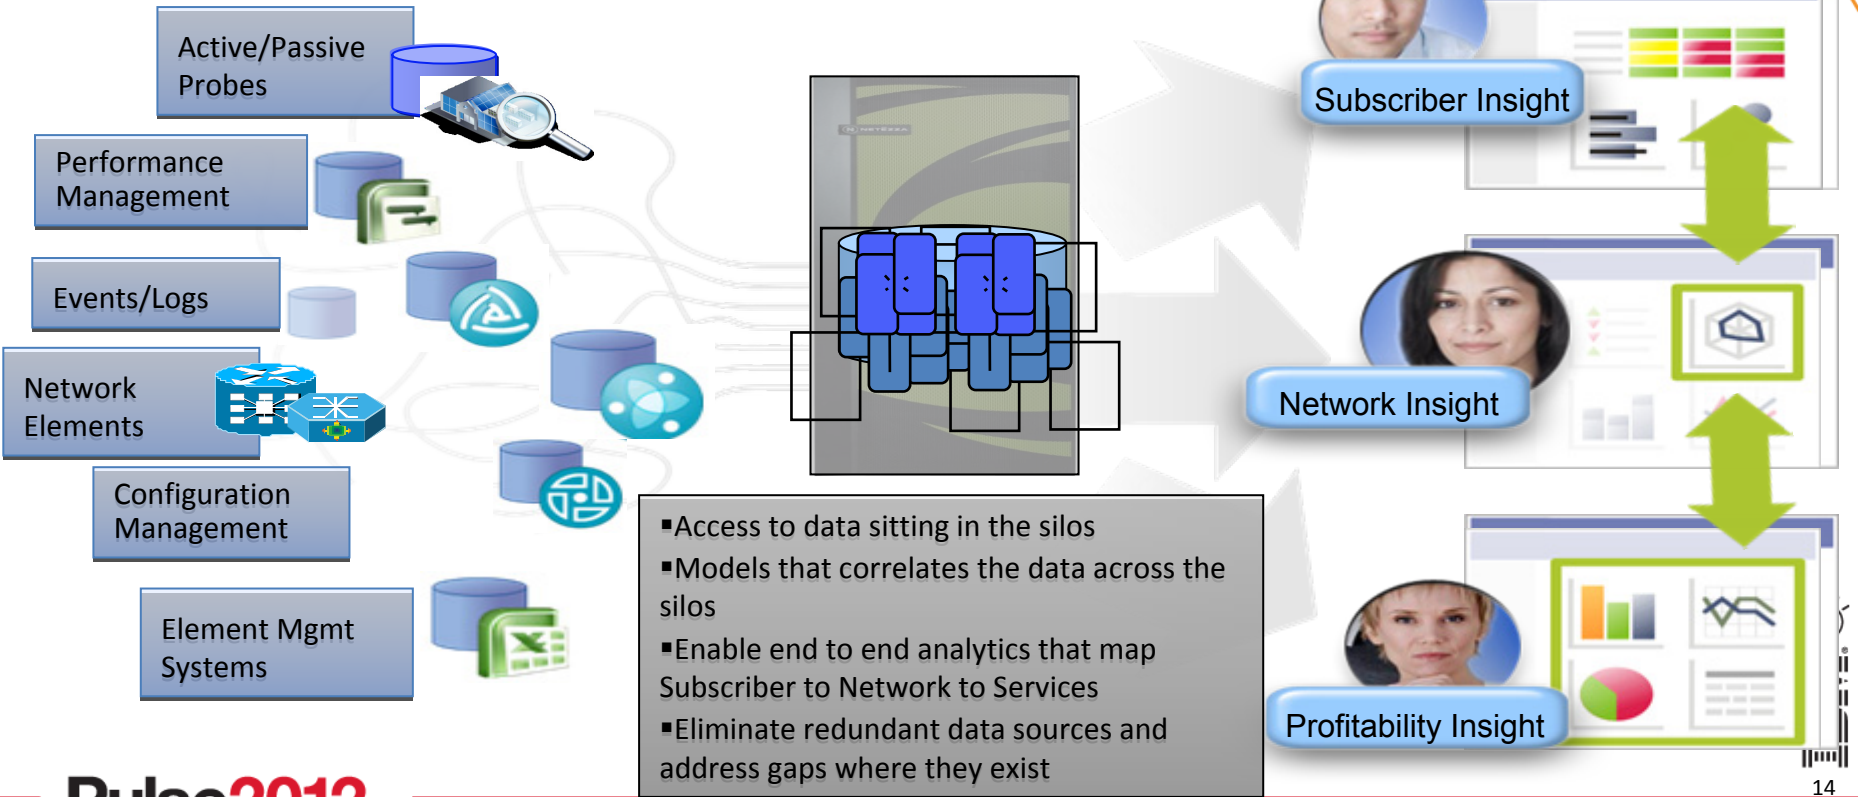 Active/Passive
Probes
Performance
Management
Events/Logs
Network
Elements
Configuration
Management
Element Mgmt
Systems
NETEZZA
▪Access to data sitting in the silos
▪Models that correlates the data across the
silos
▪Enable end to end analytics that map
Subscriber to Network to Services
▪Eliminate redundant data sources and
address gaps where they exist
Subscriber Insight
Network Insight
Profitability Insight
Pulse2012
14